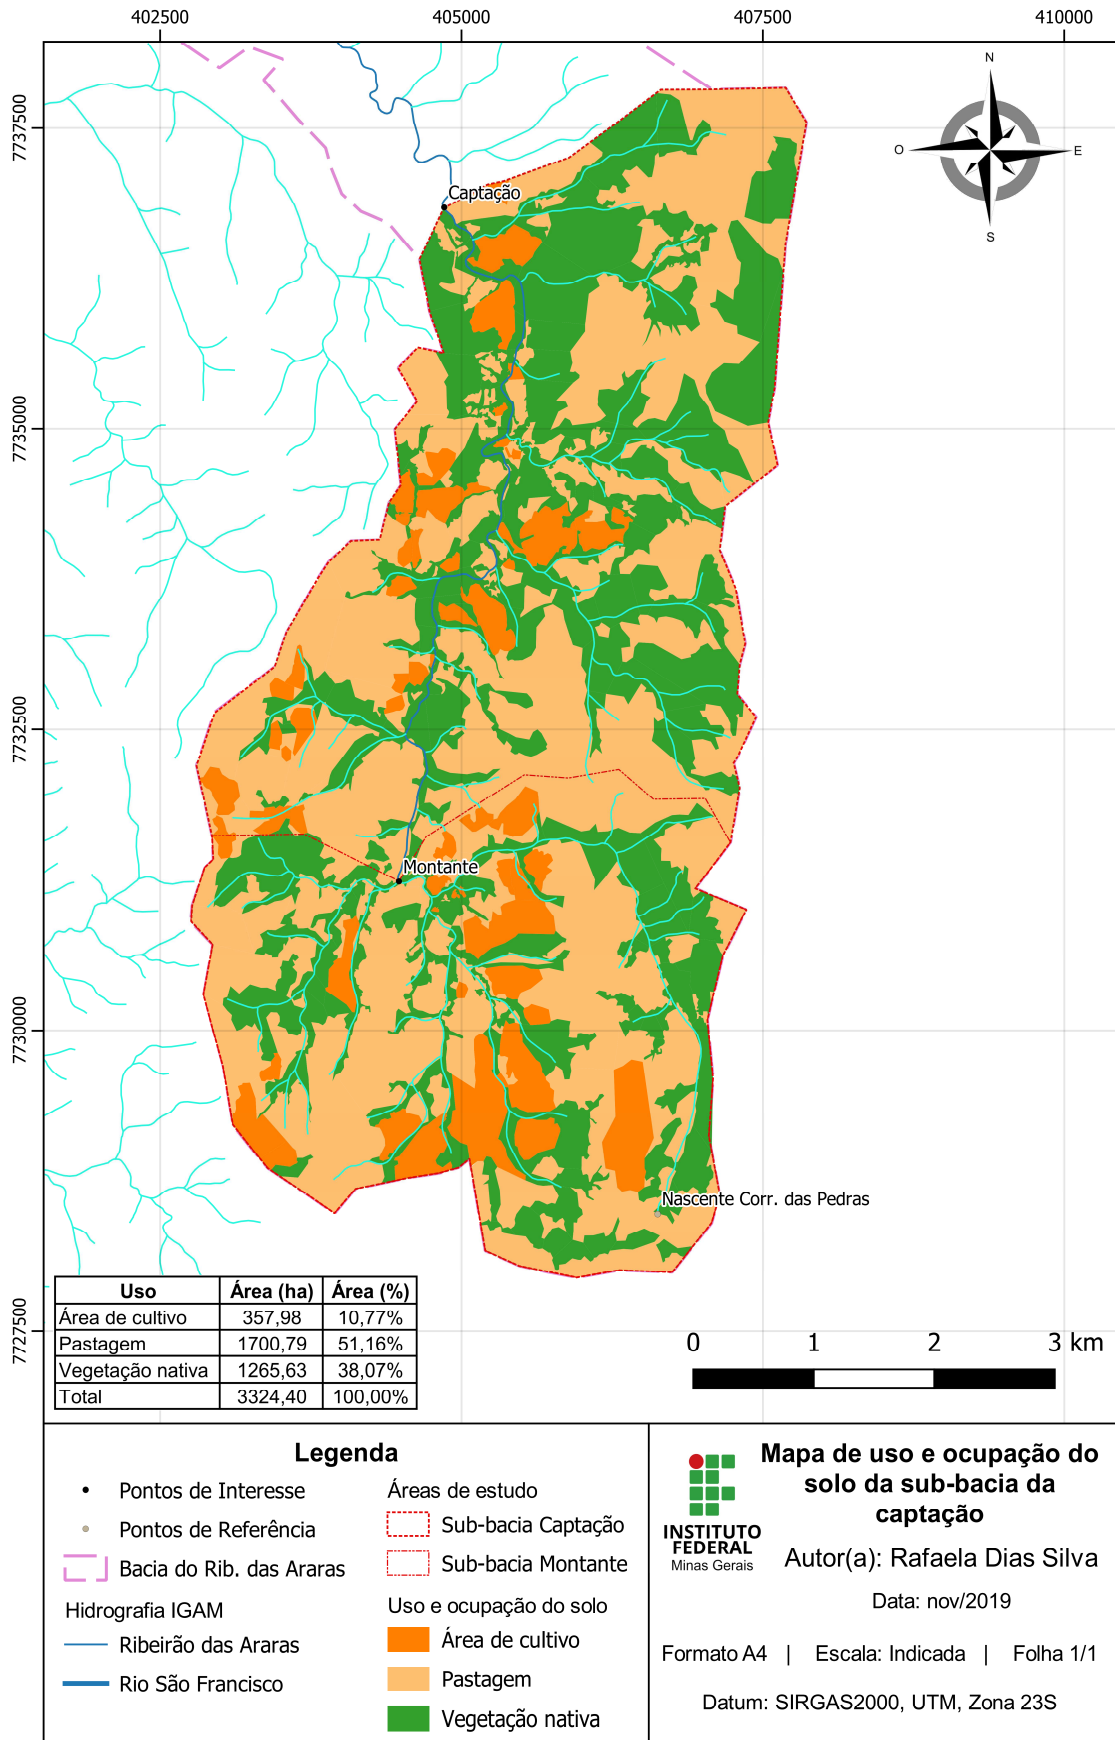 402500
405000
407500
410000
7737500
7735000
7732500
7730000
7727500
N
O
E
S
Captação
Montante
Nascente Corr. das Pedras
Uso Área (ha) Área (%)
Área de cultivo 357,98 10,77%
Pastagem 1700,79 51,16%
Vegetação nativa 1265,63 38,07%
Total 3324,40 100,00%
0 1 2 3 km
Legenda
Pontos de Interesse
Pontos de Referência
Bacia do Rib. das Araras
Hidrografia IGAM
Ribeirão das Araras
Rio São Francisco
Áreas de estudo
Sub-bacia Captação
Sub-bacia Montante
Uso e ocupação do solo
Área de cultivo
Pastagem
Vegetação nativa
INSTITUTO
FEDERAL
Minas Gerais
Mapa de uso e ocupação do
solo da sub-bacia da
captação
Autor(a): Rafaela Dias Silva
Data: nov/2019
Formato A4 | Escala: Indicada | Folha 1/1
Datum: SIRGAS2000, UTM, Zona 23S